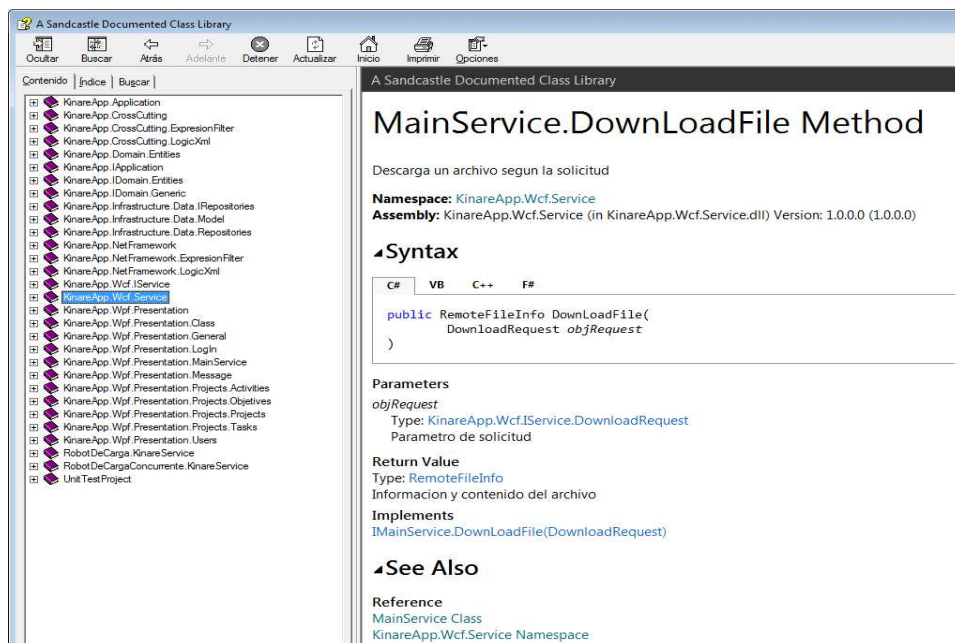 A Sandcastle Documented Class Library
Ocultar Buscar Atrás Adelante Detener Actualizar Inicio Imprimir Opciones
Contenido Índice Buscar
KinareApp.Application
KinareApp.CrossCutting
KinareApp.CrossCutting.ExpresionFilter
KinareApp.CrossCutting.LogicXml
KinareApp.Domain.Entities
KinareApp.IApplication
KinareApp.IDomain.Entities
KinareApp.IDomain.Generic
KinareApp.Infrastructure.Data.IRepositories
KinareApp.Infrastructure.Data.Model
KinareApp.Infrastructure.Data.Repositories
KinareApp.NetFramework
KinareApp.NetFramework.ExpresionFilter
KinareApp.NetFramework.LogicXml
KinareApp.Wcf.IService
KinareApp.Wcf.Service
KinareApp.Wpf.Presentation
KinareApp.Wpf.Presentation.Class
KinareApp.Wpf.Presentation.General
KinareApp.Wpf.Presentation.LogIn
KinareApp.Wpf.Presentation.MainService
KinareApp.Wpf.Presentation.Message
KinareApp.Wpf.Presentation.Projects.Activities
KinareApp.Wpf.Presentation.Projects.Objetives
KinareApp.Wpf.Presentation.Projects.Projects
KinareApp.Wpf.Presentation.Projects.Tasks
KinareApp.Wpf.Presentation.Users
RobotDeCarga.KinareService
RobotDeCargaConcurrente.KinareService
UnitTestProject
A Sandcastle Documented Class Library
MainService.DownLoadFile Method
Descarga un archivo segun la solicitud
Namespace: KinareApp.Wcf.Service
Assembly: KinareApp.Wcf.Service (in KinareApp.Wcf.Service.dll) Version: 1.0.0.0 (1.0.0.0)
Syntax
C# VB C++ F#
public RemoteFileInfo DownLoadFile(
DownloadRequest objRequest
)
Parameters
objRequest
Type: KinareApp.Wcf.IService.DownloadRequest
Parametro de solicitud
Return Value
Type: RemoteFileInfo
Informacion y contenido del archivo
Implements
IMainService.DownLoadFile(DownloadRequest)
See Also
Reference
MainService Class
KinareApp.Wcf.Service Namespace